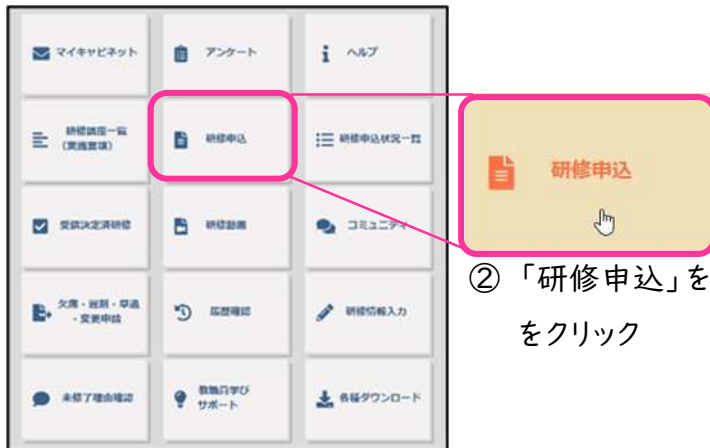 マイキャビネット
アンケート
ヘルプ
研修講座一覧
(実施要項)
研修申込
研修申込状況一覧
受講決定済研修
研修動画
コミュニティ
欠席・遅刻・早退
・変更申請
履歴確認
研修情報入力
未修了理由確認
教職員学び
サポート
各種ダウンロード
研修申込
② 「研修申込」を
をクリック